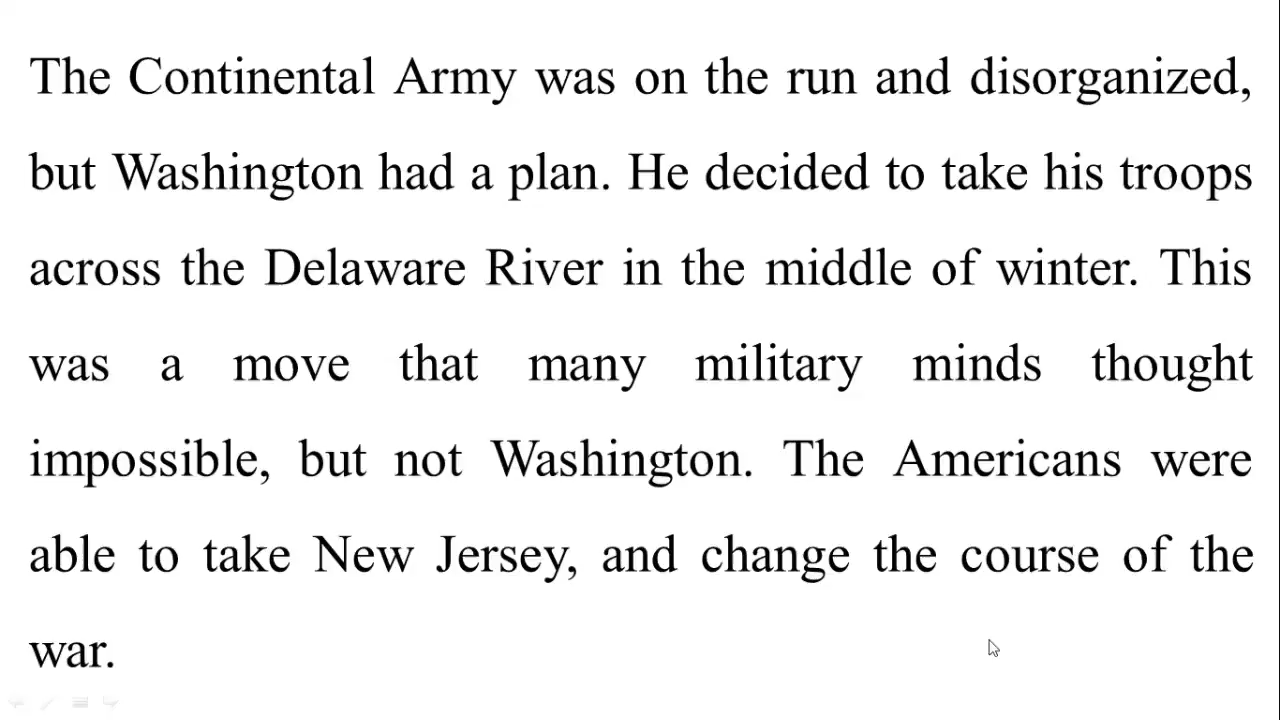 The Continental Army was on the run and disorganized,
but Washington had a plan. He decided to take his troops
across the Delaware River in the middle of winter. This
was a move that many military minds thought
impossible, but not Washington. The Americans were
able to take New Jersey, and change the course of the
war.